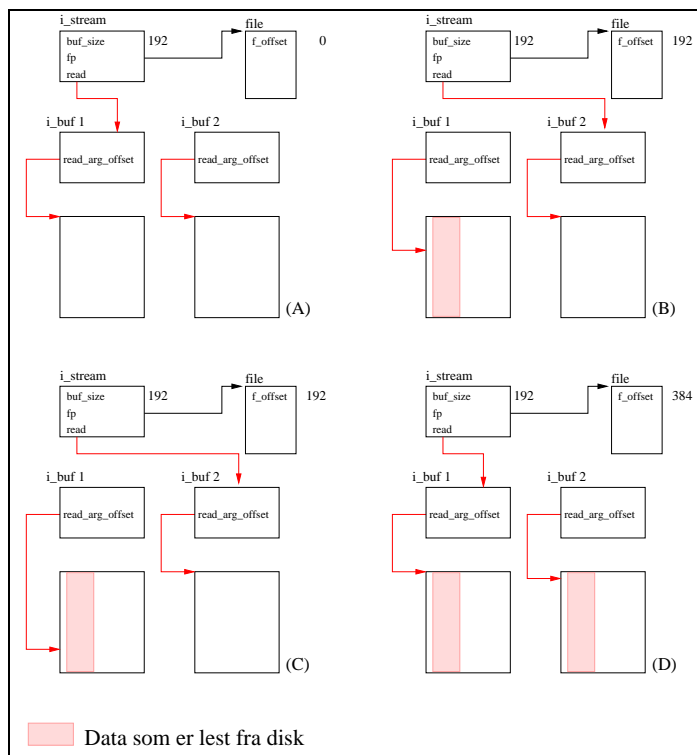 i_stream
buf_size
fp
read
192
file
f_offset
0
i_buf 1
i_buf 2
read_arg_offset
read_arg_offset
(A)
i_stream
buf_size
fp
read
192
file
f_offset
192
i_buf 1
i_buf 2
read_arg_offset
read_arg_offset
(B)
i_stream
buf_size
fp
read
192
file
f_offset
192
i_buf 1
i_buf 2
read_arg_offset
read_arg_offset
(C)
i_stream
buf_size
fp
read
192
file
f_offset
384
i_buf 1
i_buf 2
read_arg_offset
read_arg_offset
(D)
Data som er lest fra disk